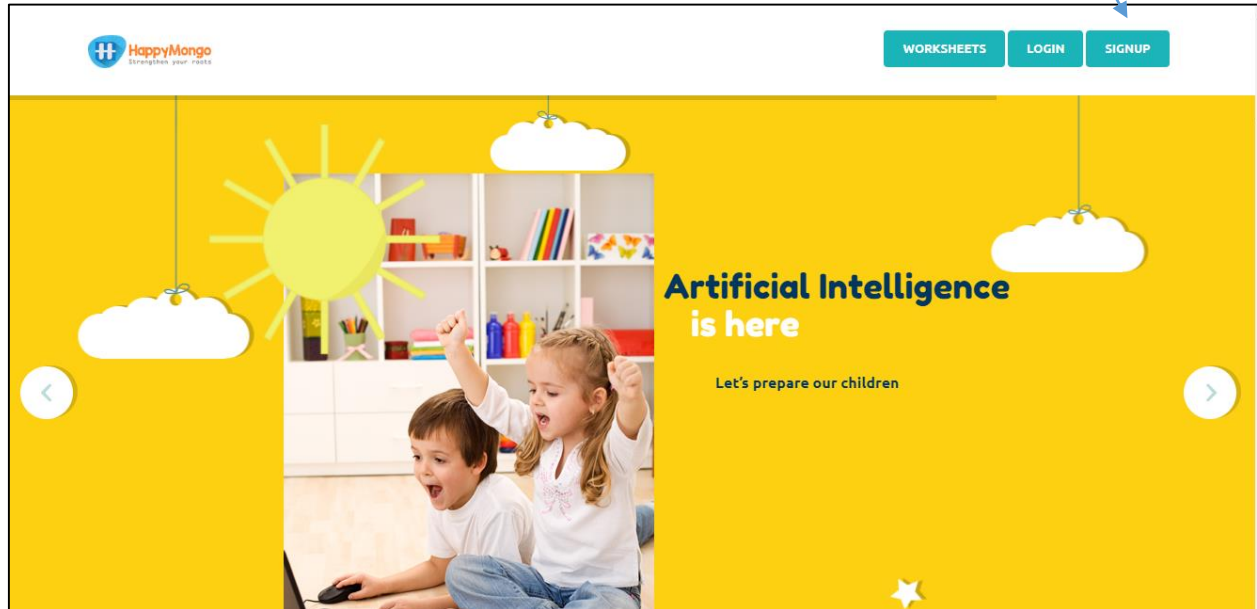 HappyMongo
Strengthen your roots
WORKSHEETS
LOGIN
SIGNUP
Artificial Intelligence
is here
Let's prepare our children